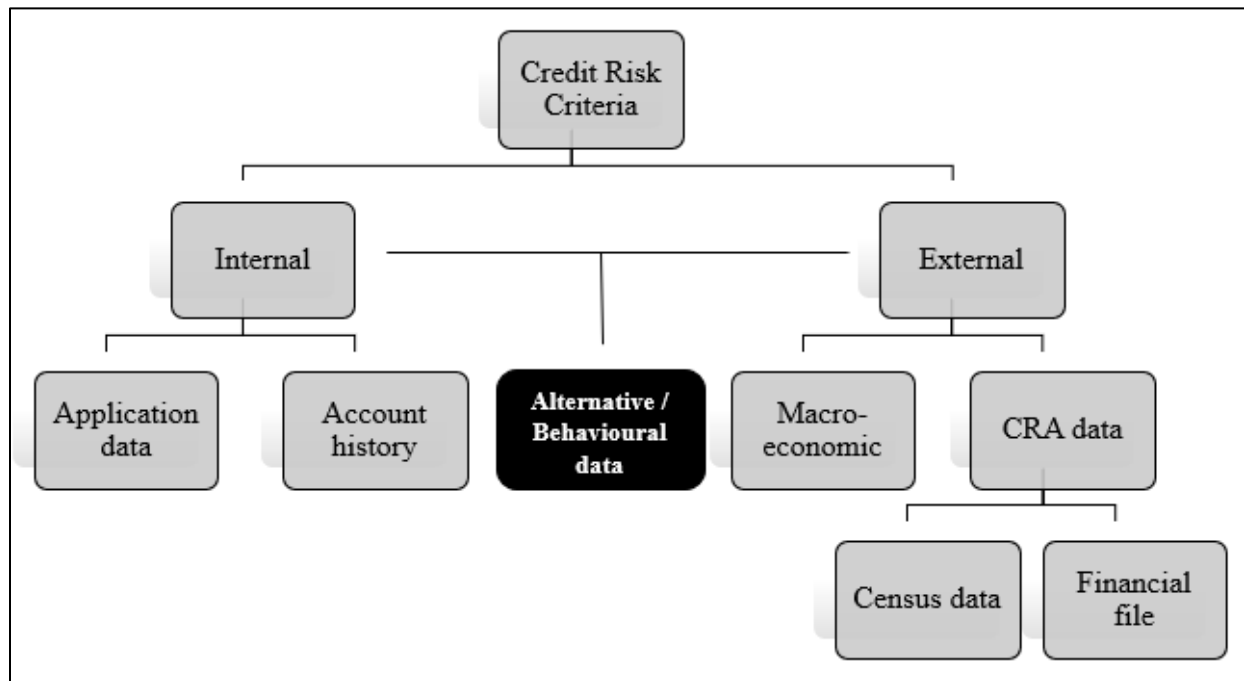 Credit Risk
Criteria
Internal
External
Application
data
Account
history
Alternative /
Behavioural
data
Macro-
economic
CRA data
Census data
Financial
file